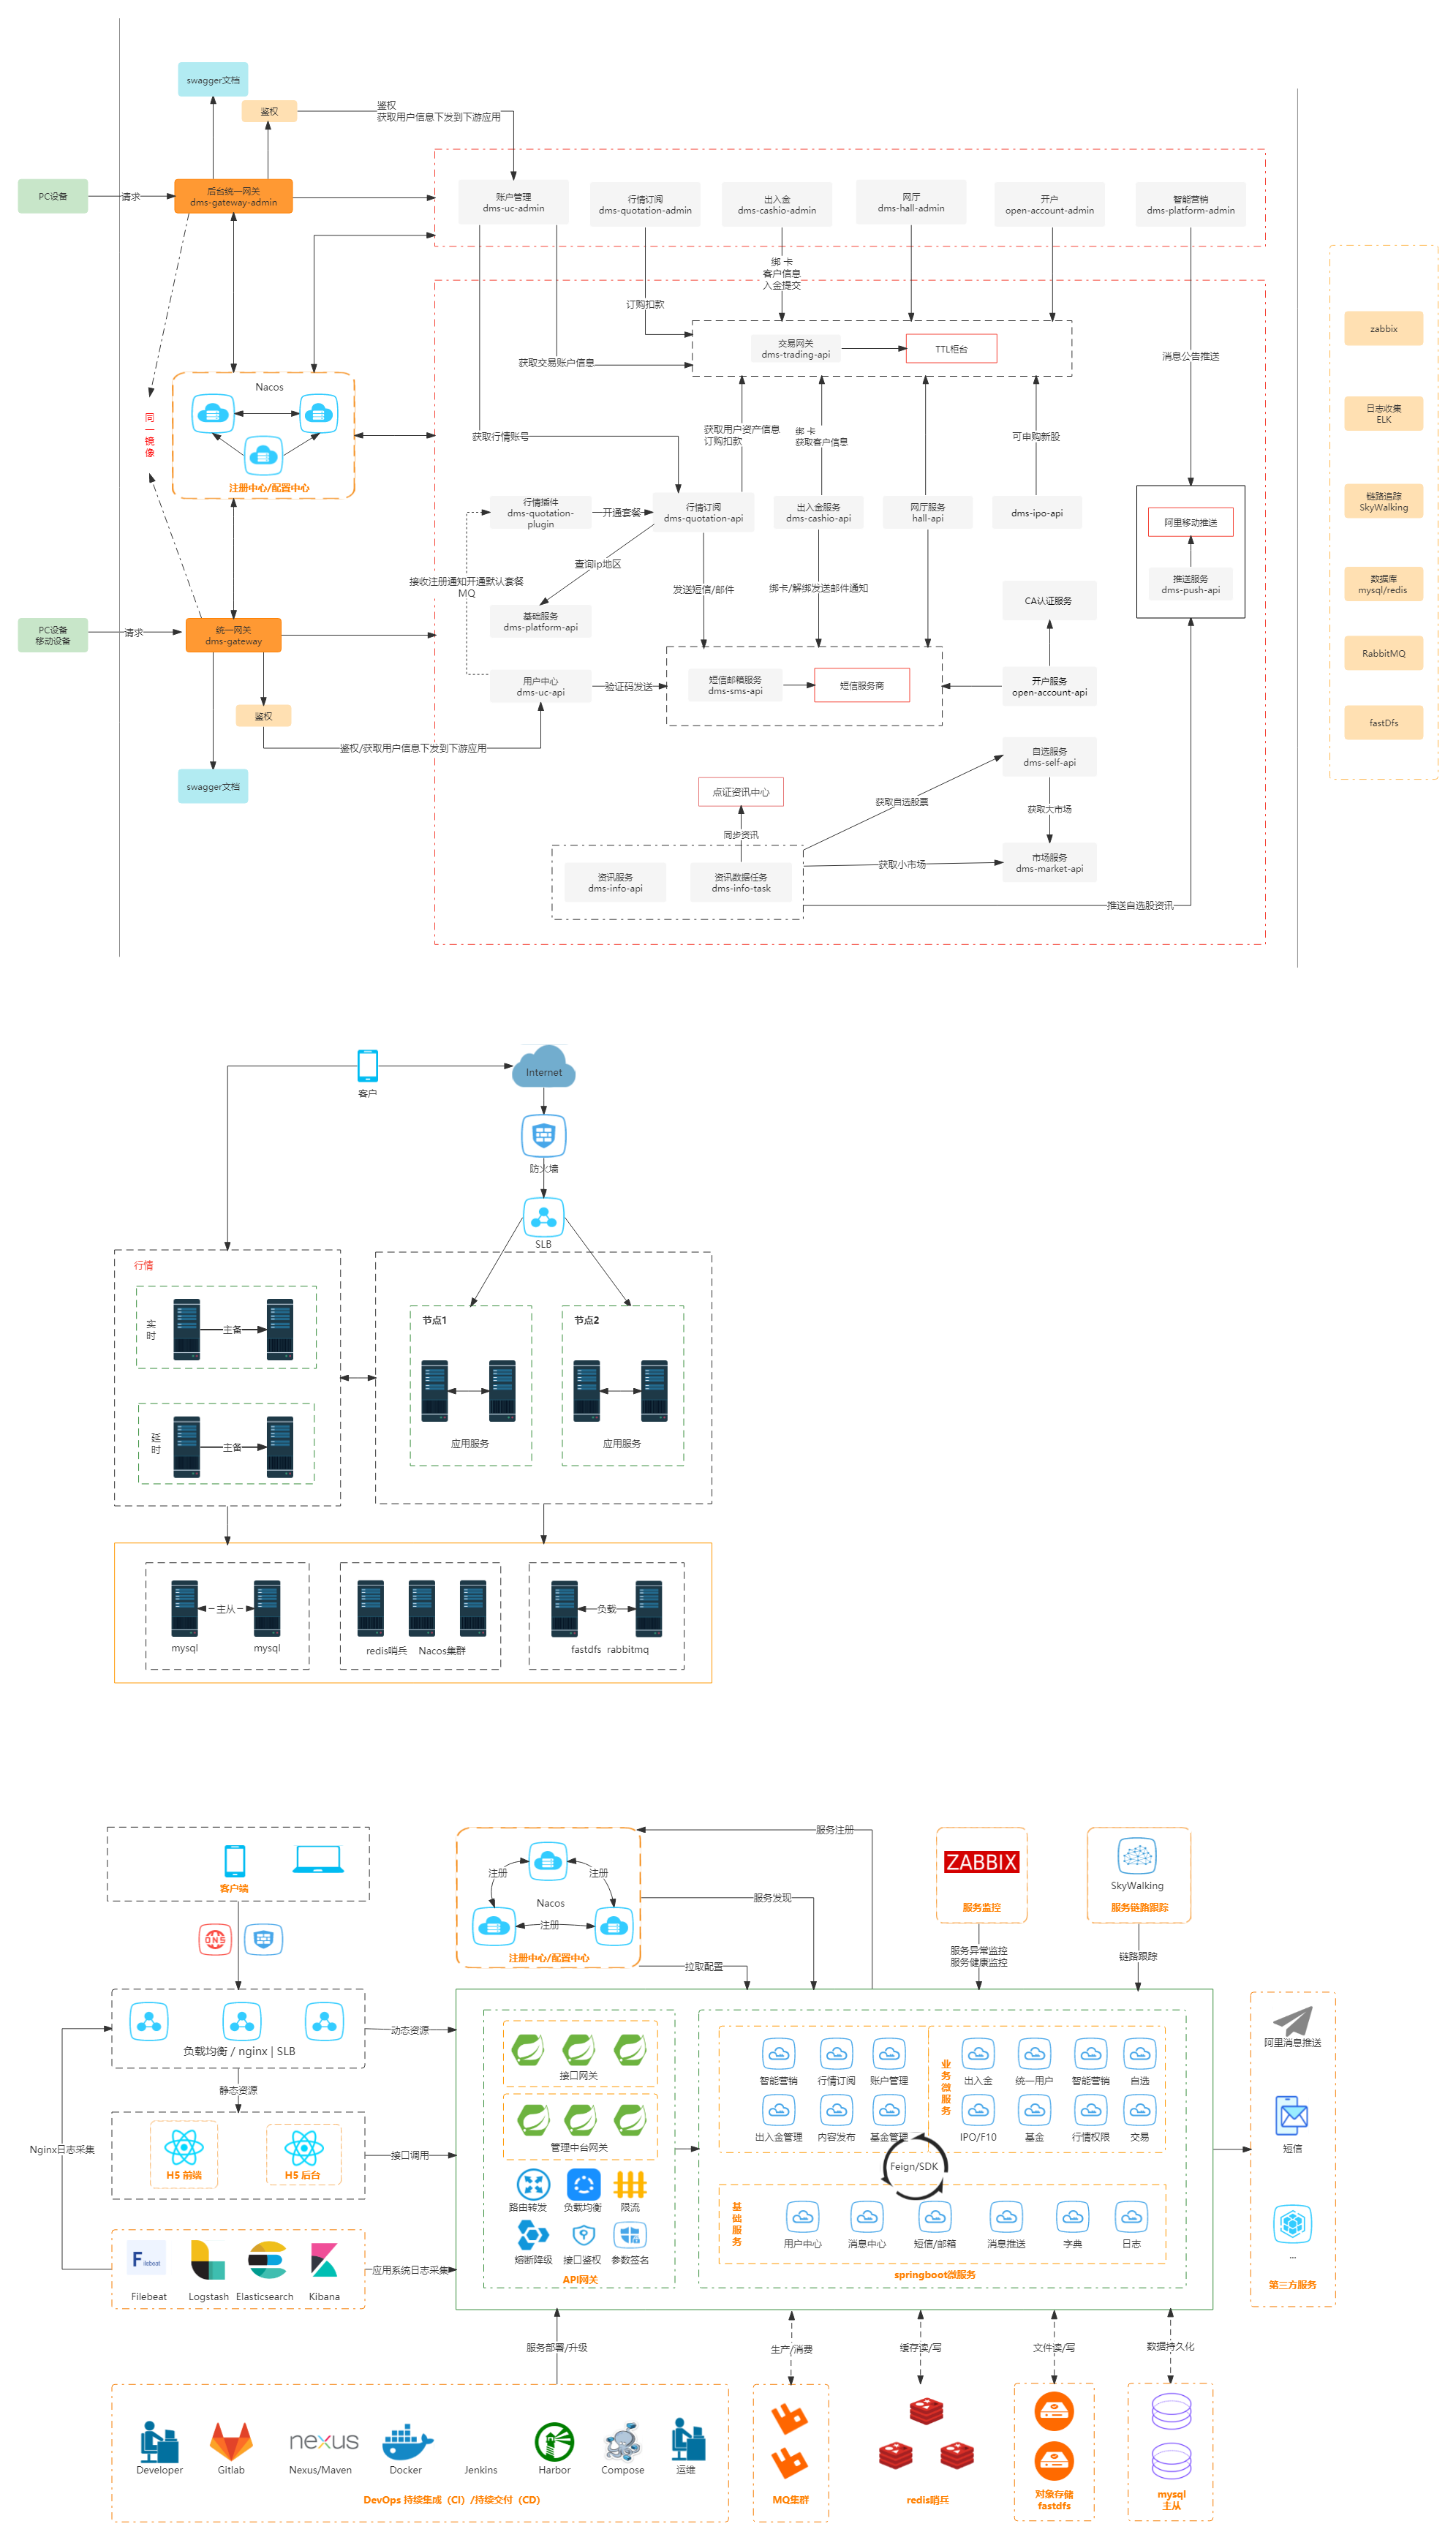 swagger文档
鉴权
鉴权
获取用户信息下发到下游应用
PC设备
请求
后台统一网关
dms-gateway-admin
账户管理
dms-uc-admin
行情订阅
dms-quotation-admin
出入金
dms-cashio-admin
网厅
dms-hall-admin
开户
open-account-admin
智能营销
dms-platform-admin
绑 卡
客户信息
入金提交
订购扣款
交易网关
dms-trading-api
TTL柜台
获取交易账户信息
消息公告推送
zabbix
日志收集
ELK
链路追踪
SkyWalking
数据库
mysql/redis
RabbitMQ
fastDfs
Nacos
注册中心/配置中心
同
一
镜
像
获取行情账号
获取用户资产信息
订购扣款
绑 卡
获取客户信息
可申购新股
行情插件
dms-quotation-
plugin
开通套餐
行情订阅
dms-quotation-api
出入金服务
dms-cashio-api
网厅服务
hall-api
dms-ipo-api
阿里移动推送
推送服务
dms-push-api
查询ip地区
接收注册通知开通默认套餐
MQ
发送短信/邮件
绑卡/解绑发送邮件通知
基础服务
dms-platform-api
CA认证服务
PC设备
移动设备
请求
统一网关
dms-gateway
用户中心
dms-uc-api
验证码发送
短信邮箱服务
dms-sms-api
短信服务商
开户服务
open-account-api
鉴权
鉴权/获取用户信息下发到下游应用
swagger文档
自选服务
dms-self-api
点证资讯中心
获取自选股票
获取大市场
同步资讯
获取小市场
市场服务
dms-market-api
资讯服务
dms-info-api
资讯数据任务
dms-info-task
推送自选股资讯
Internet
客户
防火墙
SLB
行情
实
时
主备
延
时
主备
节点1
节点2
应用服务
应用服务
主从
mysql
mysql
redis哨兵
Nacos集群
负载
fastdfs
rabbitmq
客户端
DNS
注册
注册
Nacos
注册
注册中心/配置中心
服务注册
服务发现
拉取配置
ZABBIX
服务监控
SkyWalking
服务链路跟踪
服务异常监控
服务健康监控
链路跟踪
负载均衡 / nginx | SLB
动态资源
静态资源
Nginx日志采集
H5 前端
H5 后台
接口调用
Filebeat
Filebeat
Logstash
Elasticsearch
Kibana
应用系统日志采集
接口网关
管理中台网关
路由转发
负载均衡
限流
熔断降级
接口鉴权
参数签名
API网关
智能营销
行情订阅
账户管理
出入金管理
内容发布
基金管理
业
务
微
服
务
出入金
统一用户
智能营销
自选
IPO/F10
基金
行情权限
交易
Feign/SDK
基
础
服
务
用户中心
消息中心
短信/邮箱
消息推送
字典
日志
springboot微服务
阿里消息推送
短信
...
第三方服务
服务部署/升级
生产/消费
缓存读/写
文件读/写
数据持久化
Developer
Gitlab
nexus
Nexus/Maven
Docker
Jenkins
Harbor
Compose
运维
DevOps 持续集成（CI）/持续交付（CD）
MQ集群
redis哨兵
对象存储
fastdfs
mysql
主从